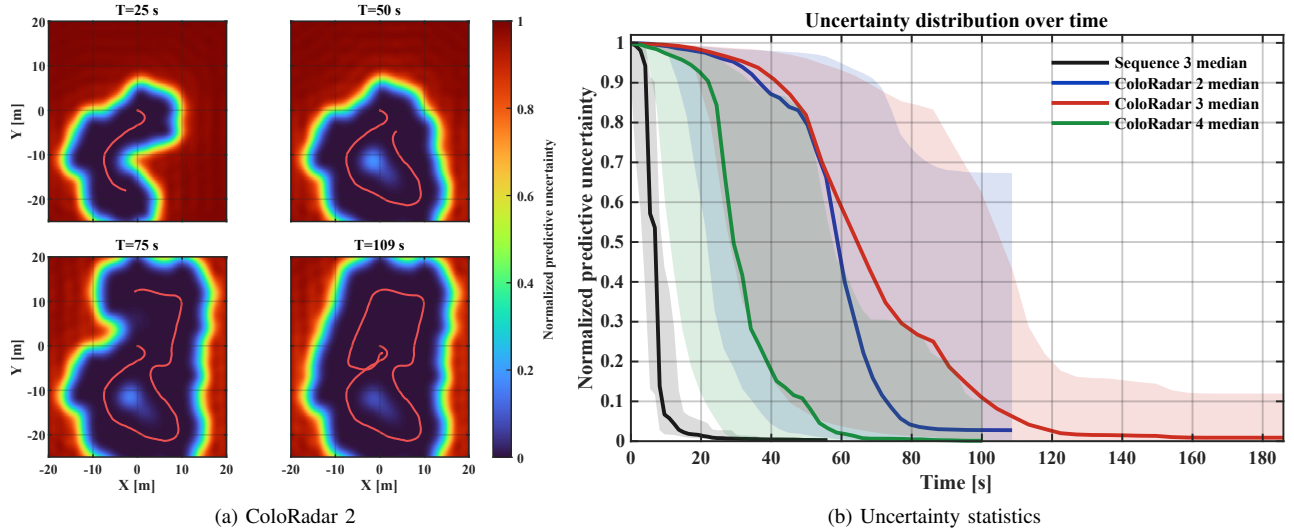 T=25 s
T=50 s
20
10
0
-10
-20
Y [m]
T=75 s
T=109 s
20
10
0
-10
-20
Y [m]
-20 -10 0 10 20
X [m]
-20 -10 0 10 20
X [m]
1
0.8
0.6
0.4
0.2
0
Normalized predictive uncertainty
(a) ColoRadar 2
Uncertainty distribution over time
1
0.9
0.8
0.7
0.6
0.5
0.4
0.3
0.2
0.1
0
Normalized predictive uncertainty
Sequence 3 median
ColoRadar 2 median
ColoRadar 3 median
ColoRadar 4 median
0 20 40 60 80 100 120 140 160 180
Time [s]
(b) Uncertainty statistics